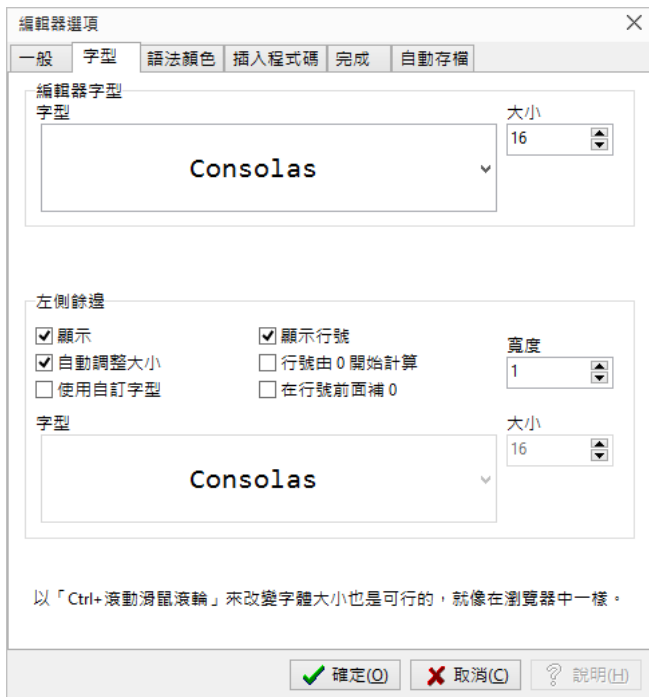 編輯器選項
一般 字型 語法顏色 插入程式碼 完成 自動存檔
編輯器字型
字型 大小
Consolas 16
左側餘邊
顯示 顯示行號
自動調整大小 行號由 0 開始計算 寬度
1
使用自訂字型 在行號前面補 0
字型 大小
Consolas 16
以「Ctrl+滾動滑鼠滾輪」來改變字體大小也是可行的，就像在瀏覽器中一樣。
確定(O) 取消(C) 說明(H)